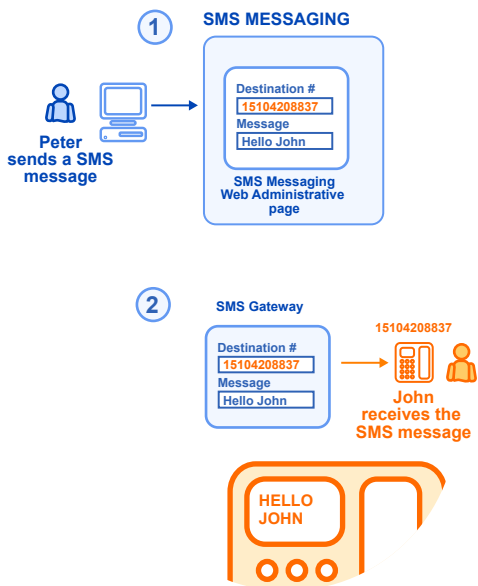 1
SMS MESSAGING
Destination #
15104208837
Message
Hello John
SMS Messaging
Web Administrative
page
Peter
sends a SMS
message
2
SMS Gateway
Destination #
15104208837
Message
Hello John
15104208837
John
receives the
SMS message
HELLO
JOHN